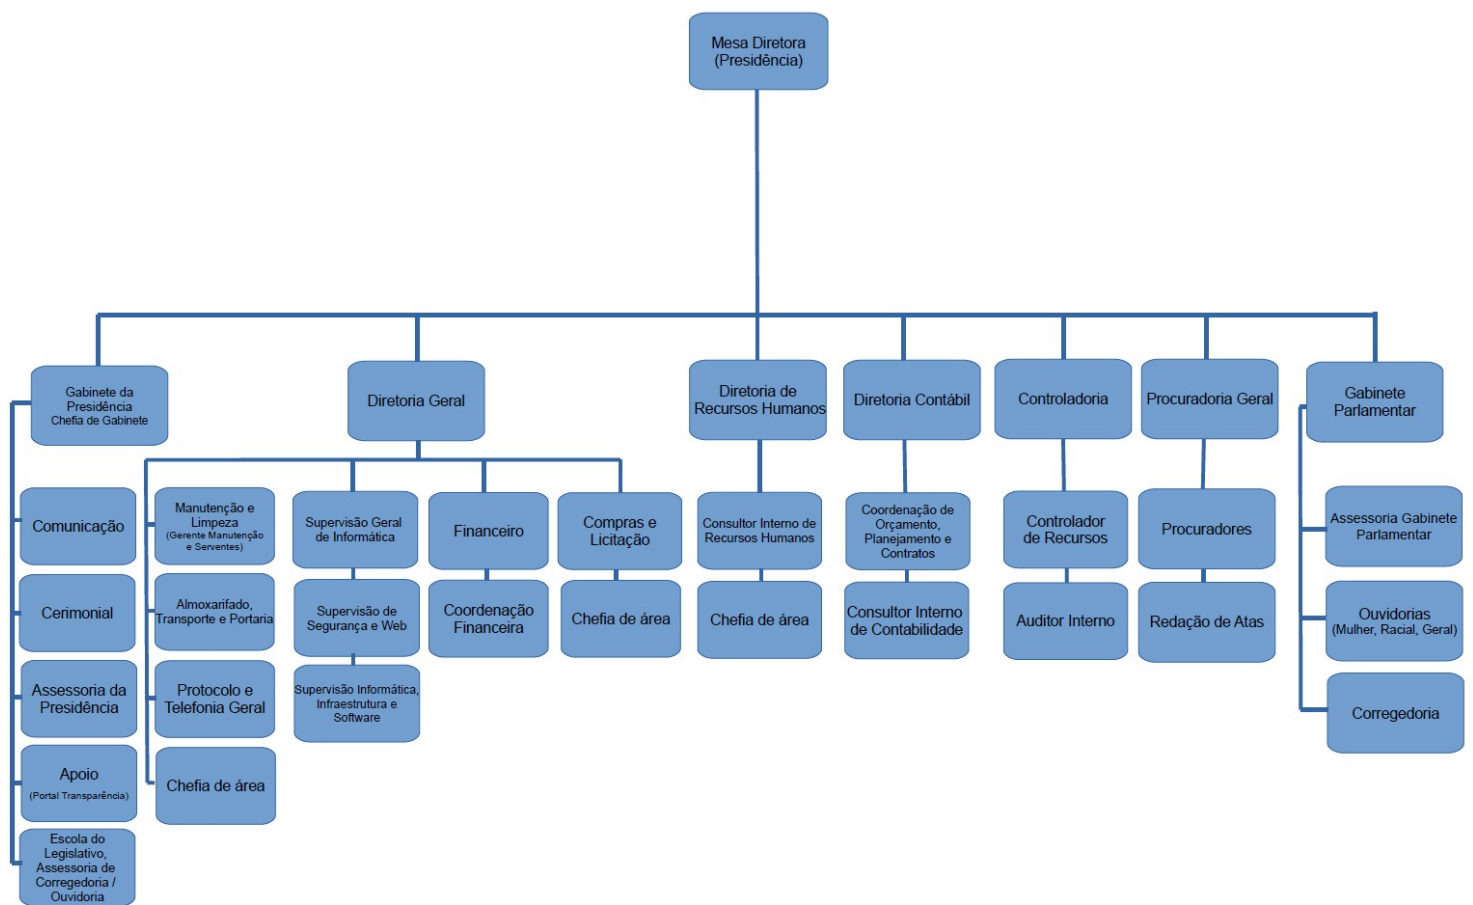 Mesa Diretora
(Presidência)
Gabinete da
Presidência
Chefia de Gabinete
Diretoria Geral
Diretoria de
Recursos Humanos
Diretoria Contábil
Controladoria
Procuradoria Geral
Gabinete
Parlamentar
Comunicação
Manutenção e
Limpeza
(Gerente Manutenção
e Serventes)
Supervisão Geral
de Informática
Financeiro
Compras e
Licitação
Consultor Interno de
Recursos Humanos
Coordenação de
Orçamento,
Planejamento e
Contratos
Controlador
de Recursos
Procuradores
Assessoria Gabinete
Parlamentar
Cerimonial
Almoxarifado,
Transporte e Portaria
Supervisão de
Segurança e Web
Coordenação
Financeira
Chefia de área
Chefia de área
Consultor Interno
de Contabilidade
Auditor Interno
Redação de Atas
Ouvidorias
(Mulher, Racial, Geral)
Assessoria da
Presidência
Protocolo e
Telefonia Geral
Supervisão Informática,
Infraestrutura e
Software
Corregedoria
Apoio
(Portal Transparência)
Chefia de área
Escola do
Legislativo,
Assessoria de
Corregedoria /
Ouvidoria